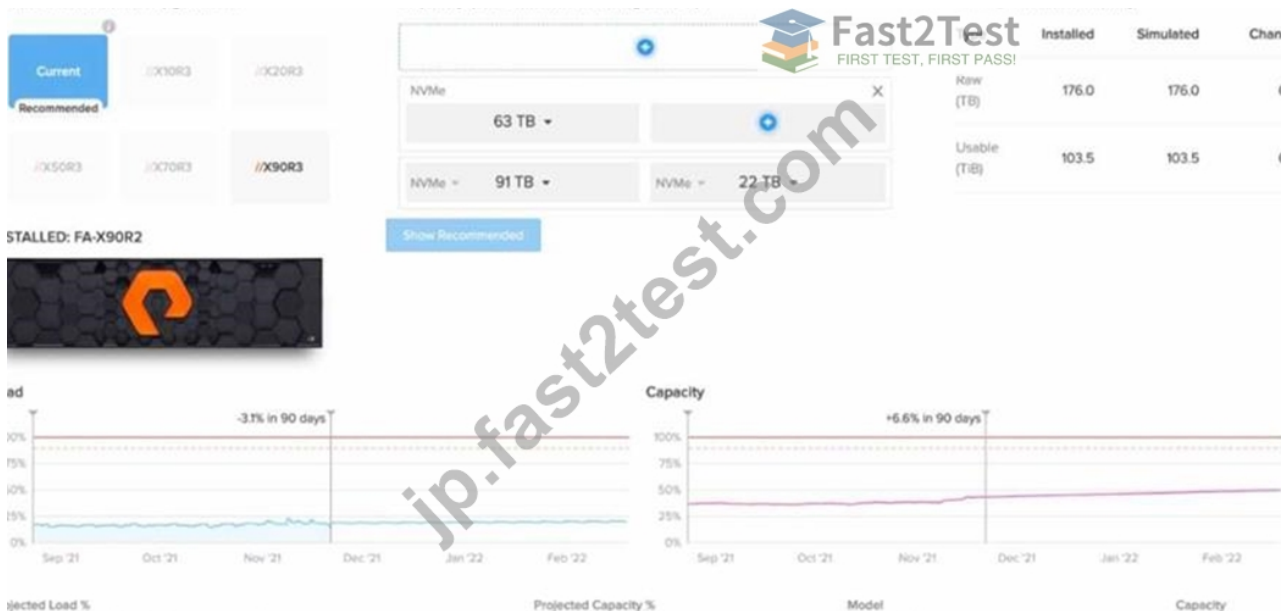 Fast2Test
FIRST TEST, FIRST PASS!
Installed Simulated Chan
Current //X10R3 //X20R3
Recommended
Raw (TB) 176.0 176.0
NVMe
63 TB
Usable (TiB) 103.5 103.5
//X50R3 //X70R3 //X90R3
NVMe 91 TB NVMe 22 TB
Show Recommended
STALLED: FA-X90R2
jp.fast2test.com
ad
-3.1% in 90 days
75%
50%
25%
0%
Sep '21 Oct '21 Nov '21 Dec '21 Jan '22 Feb '22
Capacity
+6.6% in 90 days
100%
75%
50%
25%
0%
Sep '21 Oct '21 Nov '21 Dec '21 Jan '22 Feb '22
jected Load % Projected Capacity % Model Capacity